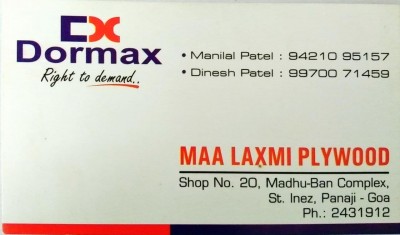 Dormax
Right to demand..
• Manilal Patel : 94210 95157
• Dinesh Patel : 99700 71459
MAA LAXMI PLYWOOD
Shop No. 20, Madhu-Ban Complex,
St. Inez, Panaji - Goa
Ph.: 2431912